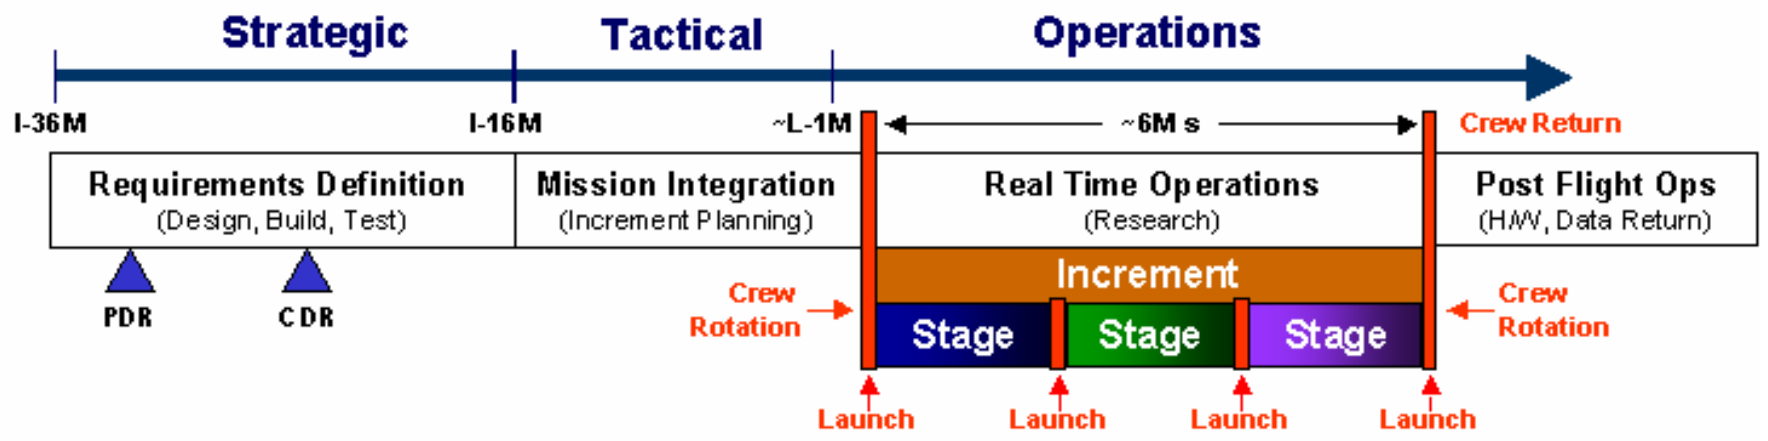 Strategic
Tactical
Operations
I-36M
I-16M
~L-1M
~6M s
Crew Return
Requirements Definition
(Design, Build, Test)
Mission Integration
(Increment Planning)
Real Time Operations
(Research)
Post Flight Ops
(H/W, Data Return)
PDR
CDR
Crew
Rotation
Increment
Stage
Stage
Stage
Crew
Rotation
Launch
Launch
Launch
Launch